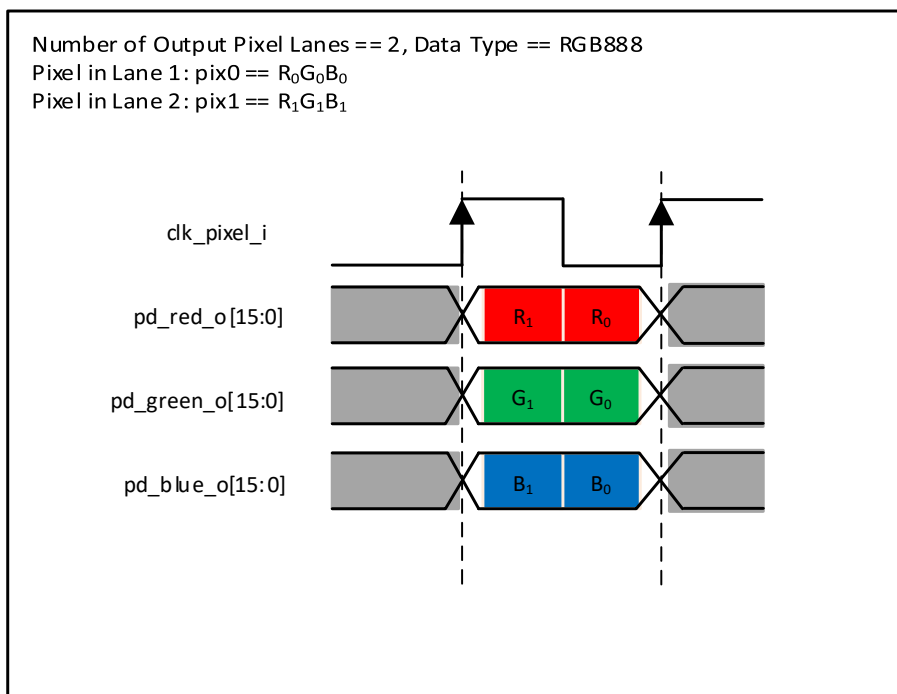 Number of Output Pixel Lanes == 2, Data Type == RGB888
Pixel in Lane 1: pix0 == R₀G₀B₀
Pixel in Lane 2: pix1 == R₁G₁B₁
clk_pixel_i
pd_red_o[15:0] R₁ R₀
pd_green_o[15:0] G₁ G₀
pd_blue_o[15:0] B₁ B₀